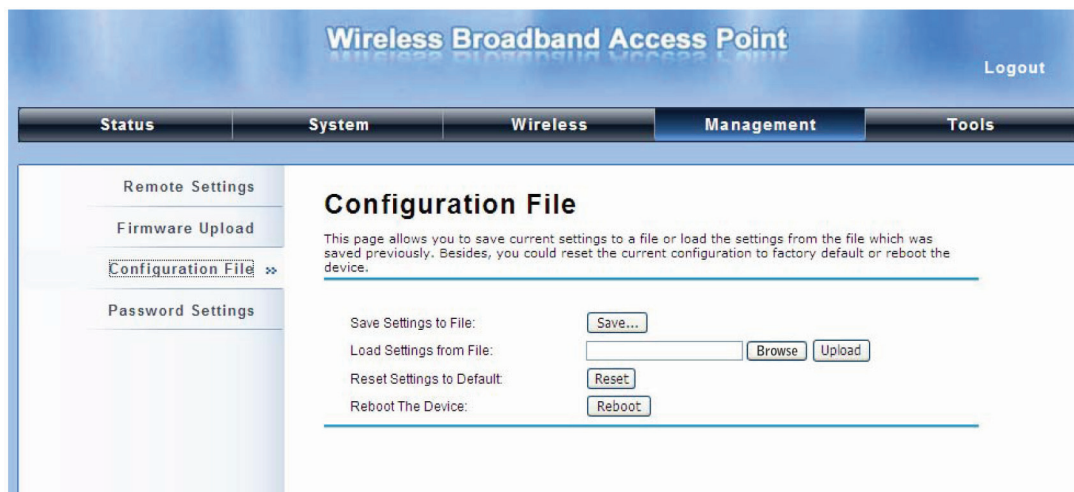 Wireless Broadband Access Point
Logout
Status System Wireless Management Tools
Remote Settings
Firmware Upload
Configuration File »
Password Settings
Configuration File
This page allows you to save current settings to a file or load the settings from the file which was
saved previously. Besides, you could reset the current configuration to factory default or reboot the
device.
Save Settings to File: Save...
Load Settings from File: Browse Upload
Reset Settings to Default: Reset
Reboot The Device: Reboot